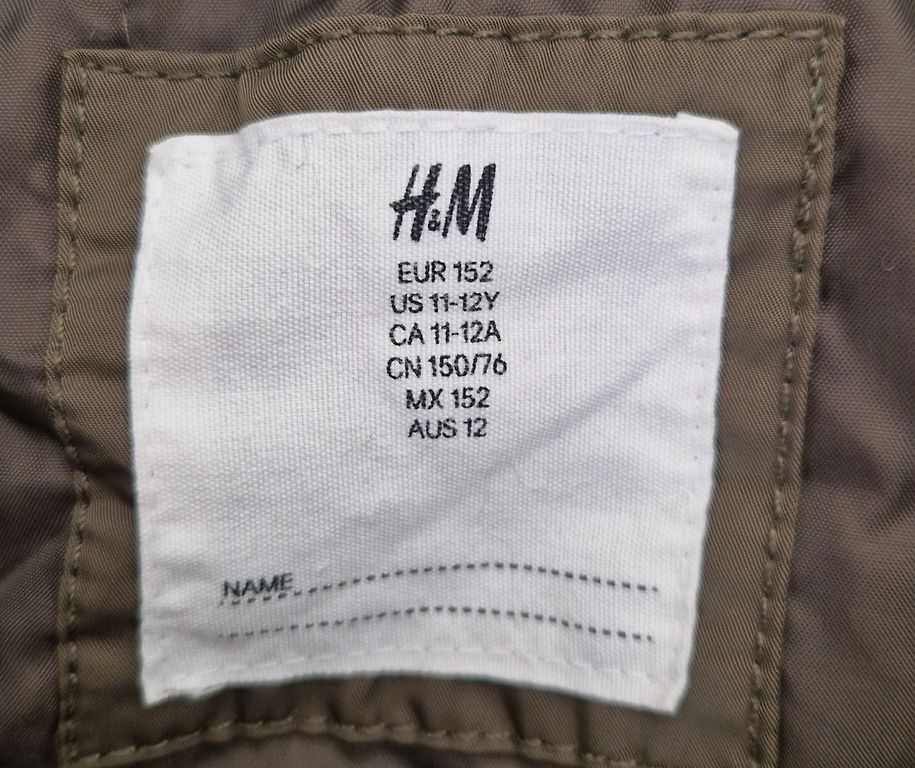 H&M
EUR 152
US 11-12Y
CA 11-12A
CN 150/76
MX 152
AUS 12
NAME